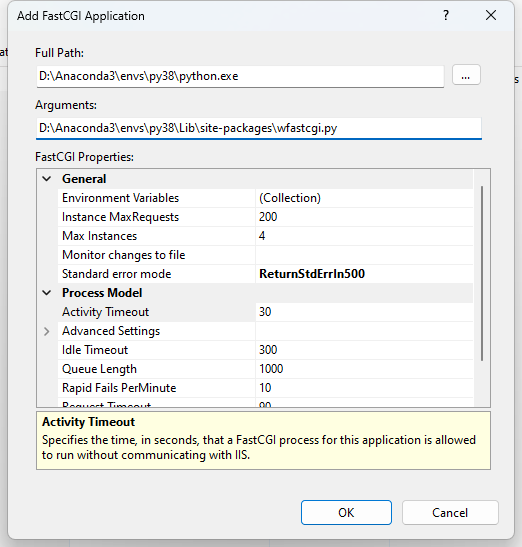 Add FastCGI Application
?
Full Path:
D:\Anaconda3\envs\py38\python.exe
...
Arguments:
D:\Anaconda3\envs\py38\Lib\site-packages\wfastcgi.py
FastCGI Properties:
General
Environment Variables (Collection)
Instance MaxRequests 200
Max Instances 4
Monitor changes to file
Standard error mode ReturnStdErrIn500
Process Model
Activity Timeout 30
Advanced Settings
Idle Timeout 300
Queue Length 1000
Rapid Fails PerMinute 10
Request Timeout 90
Activity Timeout
Specifies the time, in seconds, that a FastCGI process for this application is allowed
to run without communicating with IIS.
OK Cancel